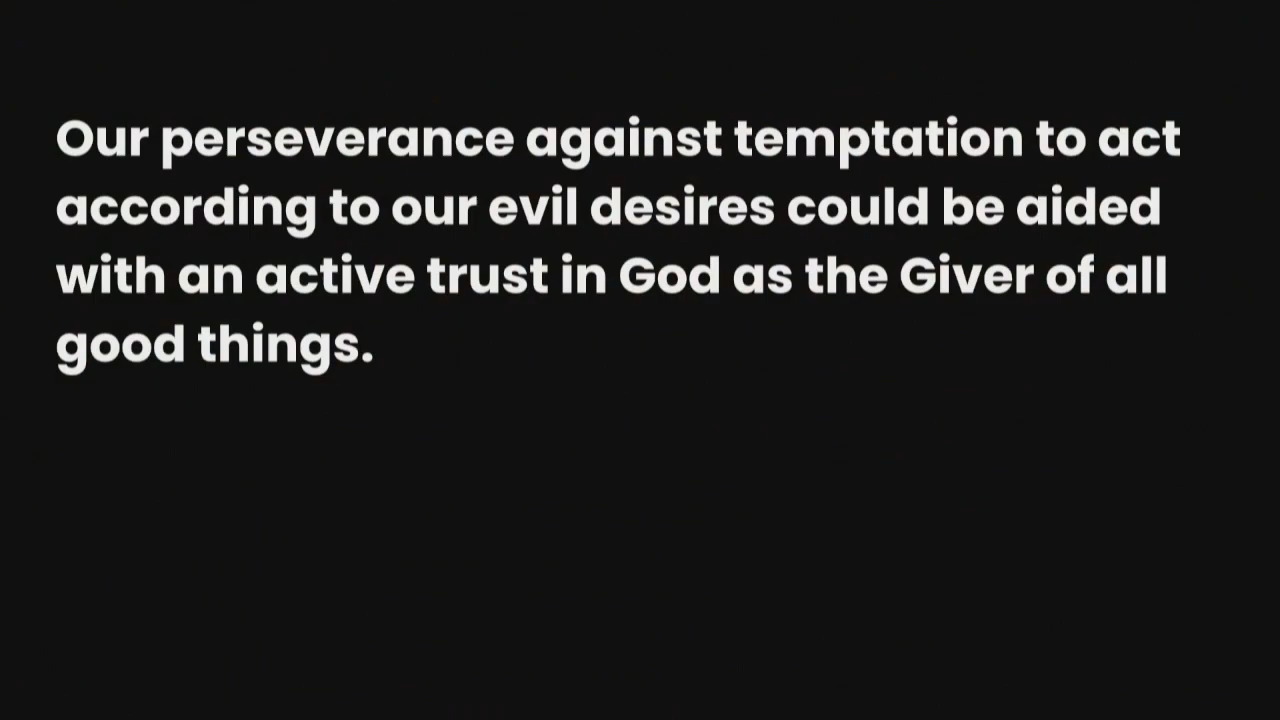 Our perseverance against temptation to act
according to our evil desires could be aided
with an active trust in God as the Giver of all
good things.